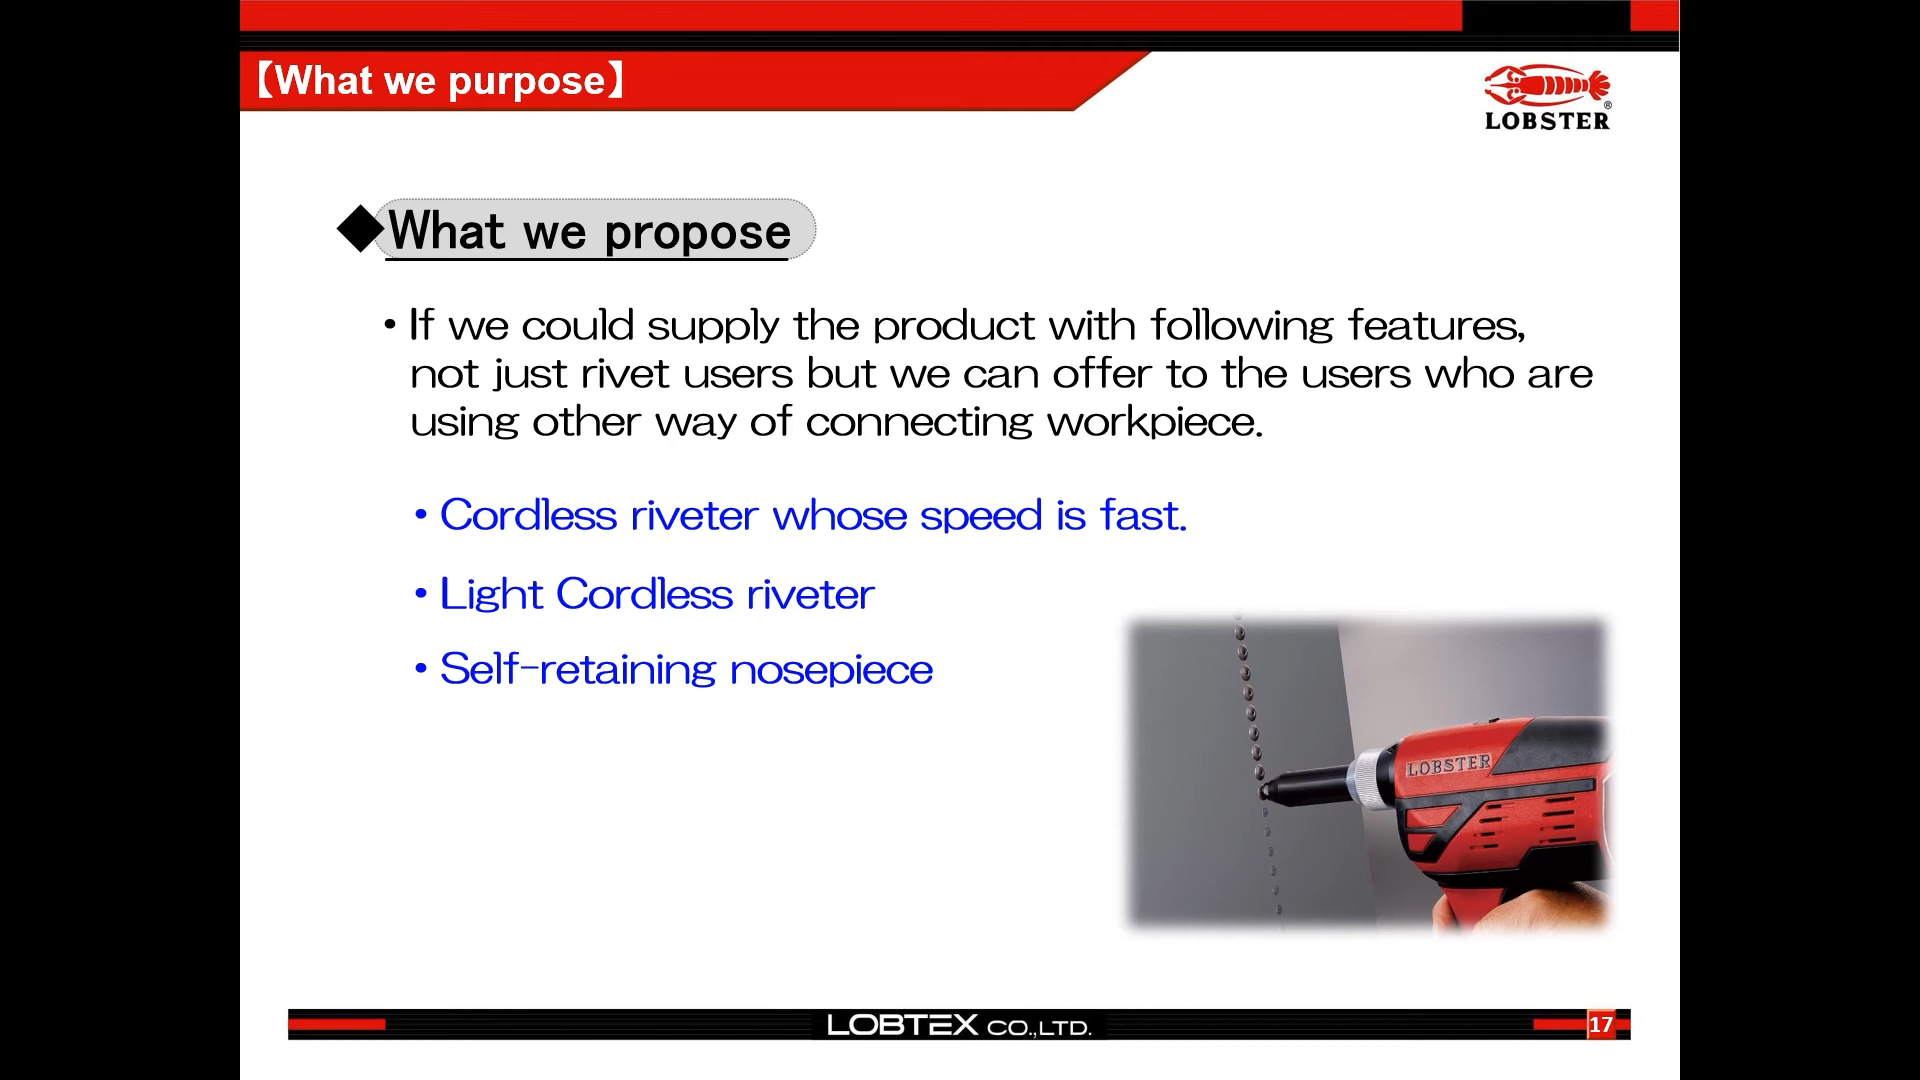 【What we purpose】
LOBSTER
®
◆What we propose
• If we could supply the product with following features,
not just rivet users but we can offer to the users who are
using other way of connecting workpiece.
• Cordless riveter whose speed is fast.
• Light Cordless riveter
• Self-retaining nosepiece
LOBSTER
LOBTEX CO.,LTD.
17